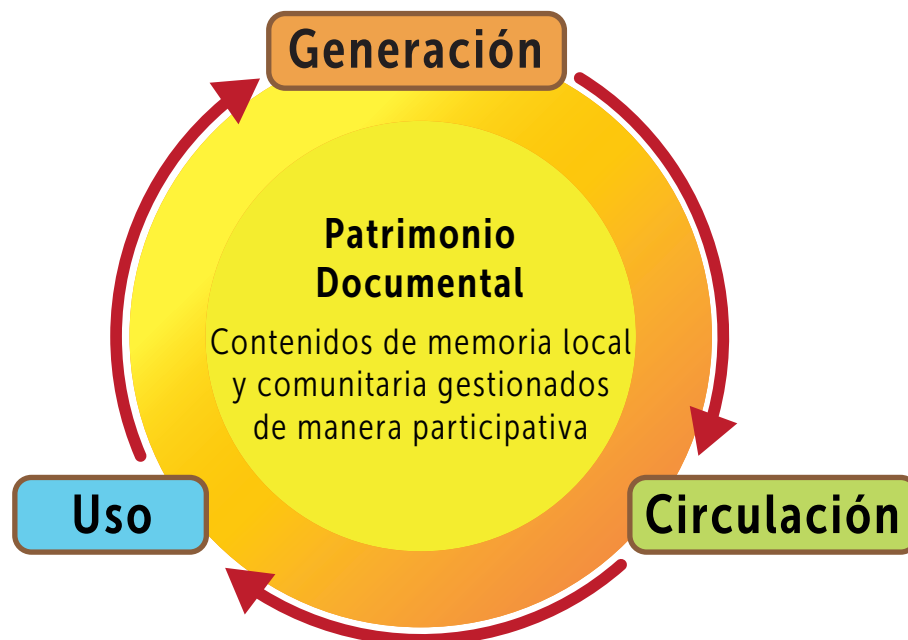 Generación
Patrimonio
Documental
Contenidos de memoria local
y comunitaria gestionados
de manera participativa
Uso
Circulación